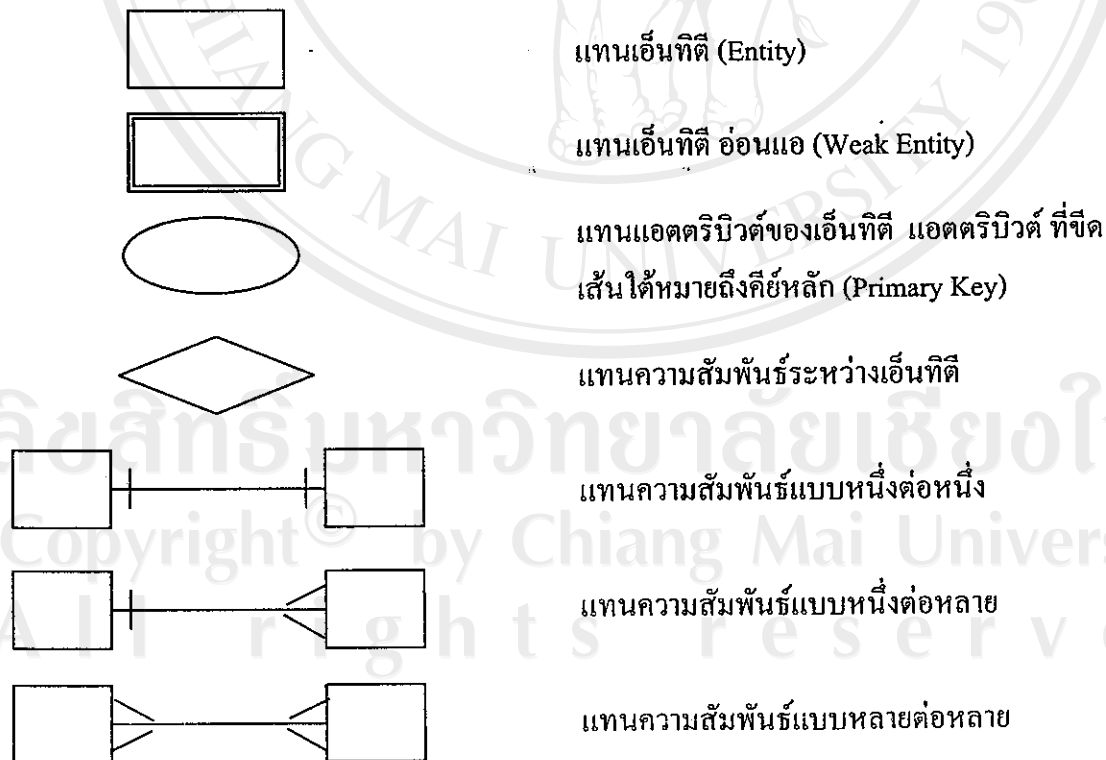 แทนเอ็นทิตี (Entity)
แทนเอ็นทิตี อ่อนแอ (Weak Entity)
แทนแอตตริบิวต์ของเอ็นทิตี แอตตริบิวต์ ที่ขีด
เส้นใต้หมายถึงคีย์หลัก (Primary Key)
แทนความสัมพันธ์ระหว่างเอ็นทิตี
แทนความสัมพันธ์แบบหนึ่งต่อหนึ่ง
แทนความสัมพันธ์แบบหนึ่งต่อหลาย
แทนความสัมพันธ์แบบหลายต่อหลาย
MAI UNIVERSITY
ลิขสิทธิ์มหาวิทยาลัยเชียงใ
Copyright© by Chiang Mai Univers
All rights reserve